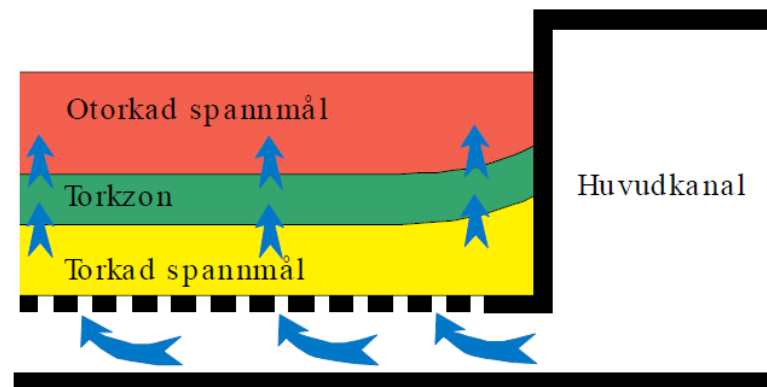 Otorkad spannmål
Torkzon
Huvudkanal
Torkad spannmål